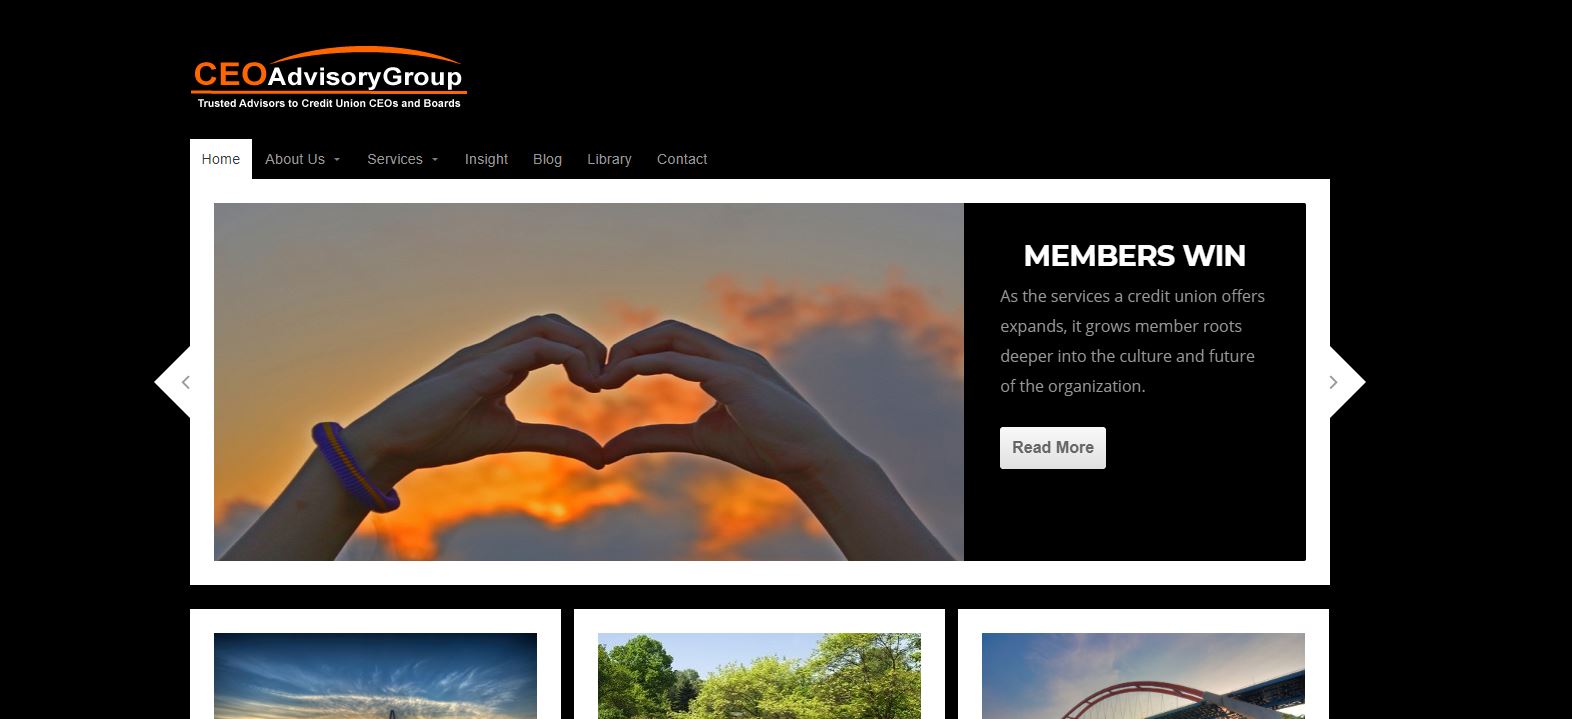 CEOAdvisoryGroup
Trusted Advisors to Credit Union CEOs and Boards
Home
About Us
Services
Insight
Blog
Library
Contact
MEMBERS WIN
As the services a credit union offers
expands, it grows member roots
deeper into the culture and future
of the organization.
Read More